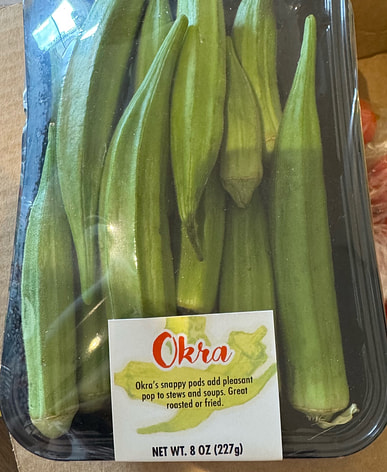 Okra
Okra's snappy pods add pleasant
pop to stews and soups. Great
roasted or fried.
NET WT. 8 OZ (227g)